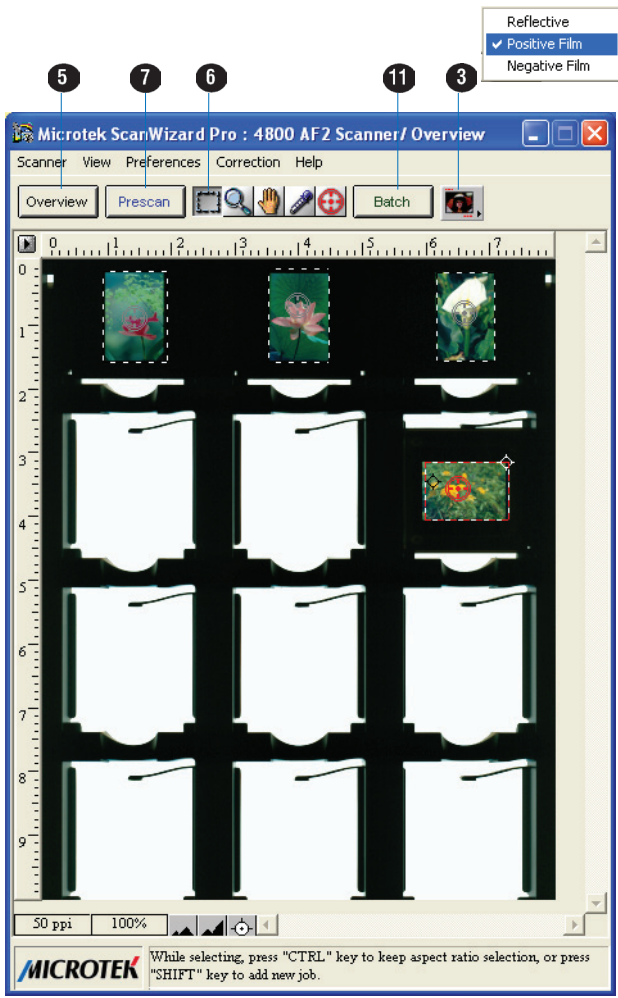 Reflective
✓ Positive Film
Negative Film
5 7 6 11 3
Microtek ScanWizard Pro : 4800 AF2 Scanner/ Overview
Scanner View Preferences Correction Help
Overview Prescan Batch
0 1 2 3 4 5 6 7
0
1
2
3
4
5
6
7
8
9
50 ppi 100%
MICROTEK
While selecting, press "CTRL" key to keep aspect ratio selection, or press
"SHIFT" key to add new job.